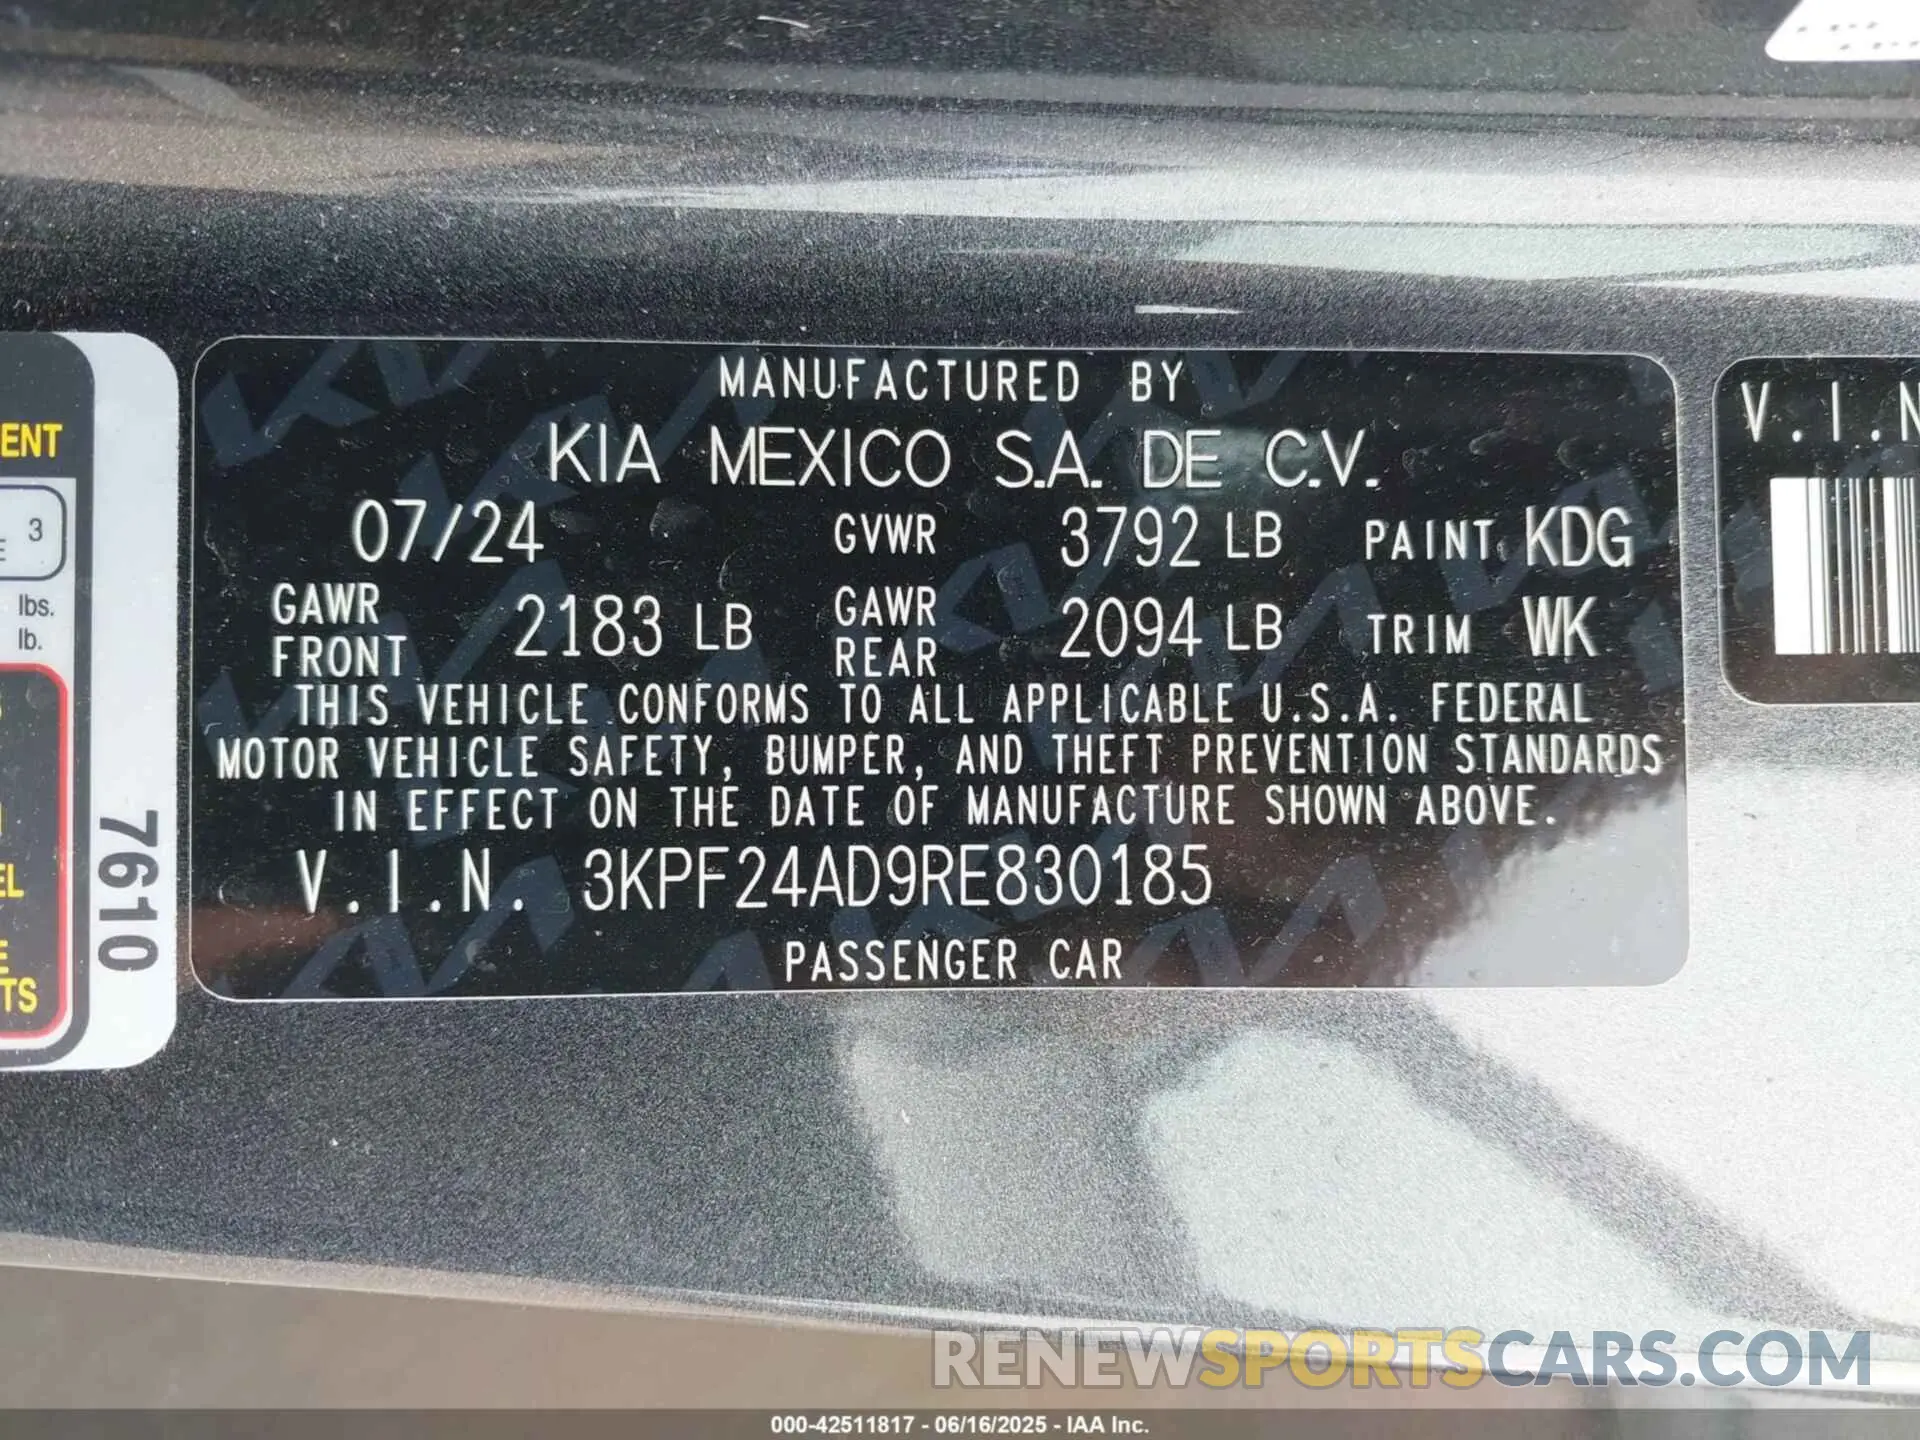 MANUFACTURED BY
KIA MEXICO S.A. DE C.V.
07/24 GVWR 3792 LB PAINT KDG
GAWR FRONT 2183 LB GAWR REAR 2094 LB TRIM WK
THIS VEHICLE CONFORMS TO ALL APPLICABLE U.S.A. FEDERAL
MOTOR VEHICLE SAFETY, BUMPER, AND THEFT PREVENTION STANDARDS
IN EFFECT ON THE DATE OF MANUFACTURE SHOWN ABOVE.
V.I.N. 3KPF24AD9RE830185
PASSENGER CAR
ENT
3
E
lbs.
lb.
EL
E
TS
7610
V.I.N
RENEWSPORTSCARS.COM
000-42511817 - 06/16/2025 - IAA Inc.